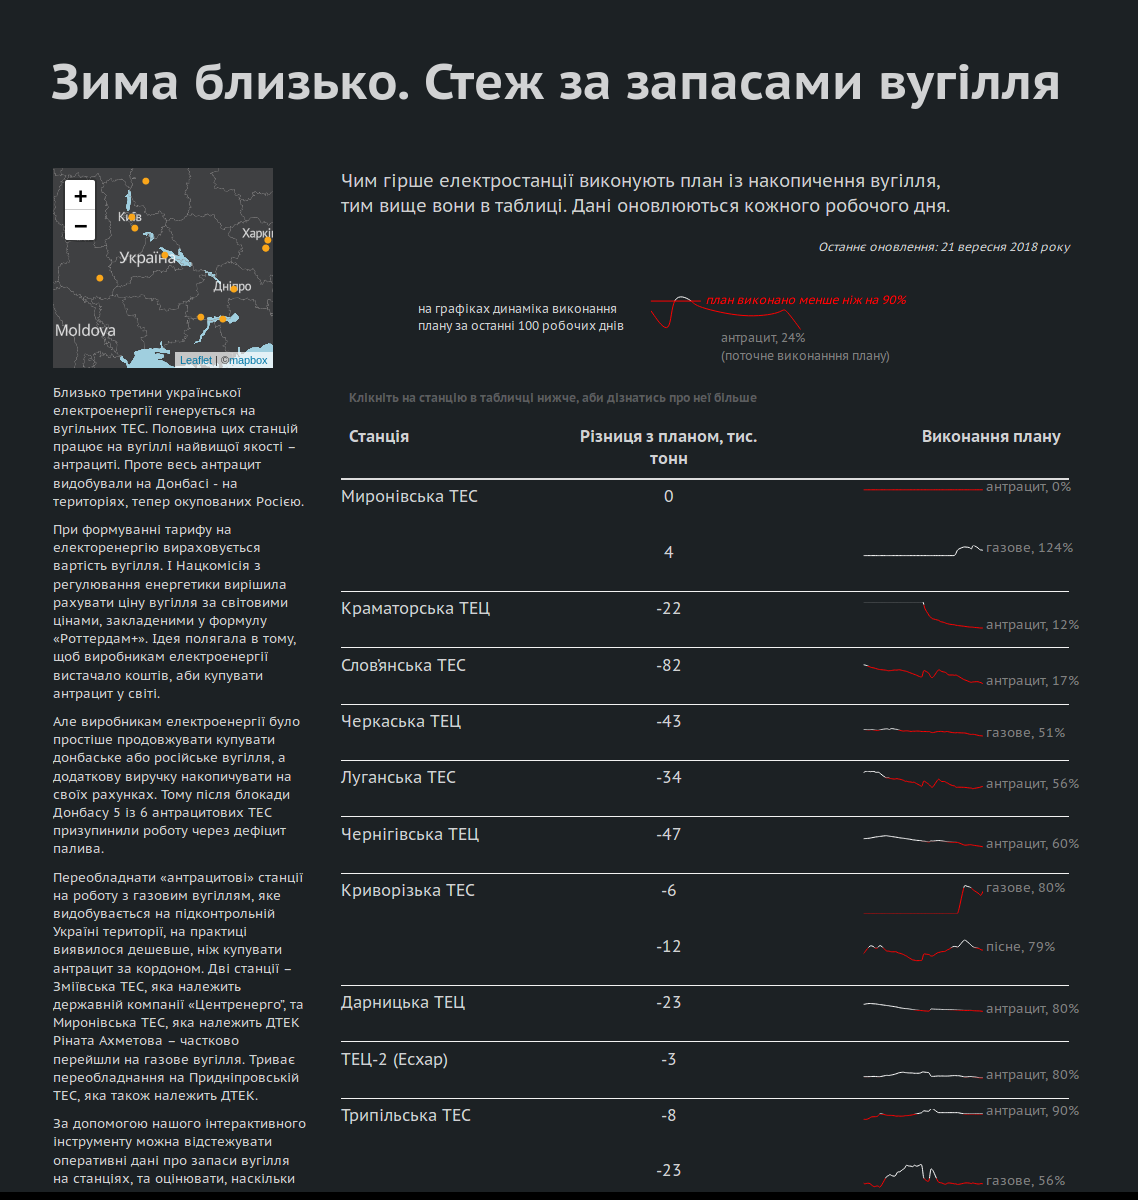 Зима близько. Стеж за запасами вугілля
+
−
Київ
Харкі
Україна
Дніпро
Moldova
Leaflet | ©mapbox
Близько третини української
електроенергії генерується на
вугільних ТЕС. Половина цих станцій
працює на вугіллі найвищої якості –
антрациті. Проте весь антрацит
видобували на Донбасі - на
територіях, тепер окупованих Росією.
При формуванні тарифу на
електоренергію вираховується
вартість вугілля. І Нацкомісія з
регулювання енергетики вирішила
рахувати ціну вугілля за світовими
цінами, закладеними у формулу
«Роттердам+». Ідея полягала в тому,
щоб виробникам електроенергії
вистачало коштів, аби купувати
антрацит у світі.
Але виробникам електроенергії було
простіше продовжувати купувати
донбаське або російське вугілля, а
додаткову виручку накопичувати на
своїх рахунках. Тому після блокади
Донбасу 5 із 6 антрацитових ТЕС
призупинили роботу через дефіцит
палива.
Переобладнати «антрацитові» станції
на роботу з газовим вугіллям, яке
видобувається на підконтрольній
Україні території, на практиці
виявилося дешевше, ніж купувати
антрацит за кордоном. Дві станції –
Зміївська ТЕС, яка належить
державній компанії «Центренерго", та
Миронівська ТЕС, яка належить ДТЕК
Ріната Ахметова – частково
перейшли на газове вугілля. Триває
переобладнання на Придніпровській
ТЕС, яка також належить ДТЕК.
За допомогою нашого інтерактивного
інструменту можна відстежувати
оперативні дані про запаси вугілля
на станціях, та оцінювати, наскільки
Чим гірше електростанції виконують план із накопичення вугілля,
тим вище вони в таблиці. Дані оновлюються кожного робочого дня.
Останнє оновлення: 21 вересня 2018 року
на графіках динаміка виконання
плану за останні 100 робочих днів
план виконано менше ніж на 90%
антрацит, 24%
(поточне виконанння плану)
Клікніть на станцію в табличці нижче, аби дізнатись про неї більше
Станція Різниця з планом, тис. Виконання плану
тонн
Миронівська ТЕС 0 антрацит, 0%
4 газове, 124%
Краматорська ТЕЦ -22 антрацит, 12%
Слов'янська ТЕС -82 антрацит, 17%
Черкаська ТЕЦ -43 газове, 51%
Луганська ТЕС -34 антрацит, 56%
Чернігівська ТЕЦ -47 антрацит, 60%
Криворізька ТЕС -6 газове, 80%
-12 пісне, 79%
Дарницька ТЕЦ -23 антрацит, 80%
ТЕЦ-2 (Есхар) -3 антрацит, 80%
Трипільська ТЕС -8 антрацит, 90%
-23 газове, 56%